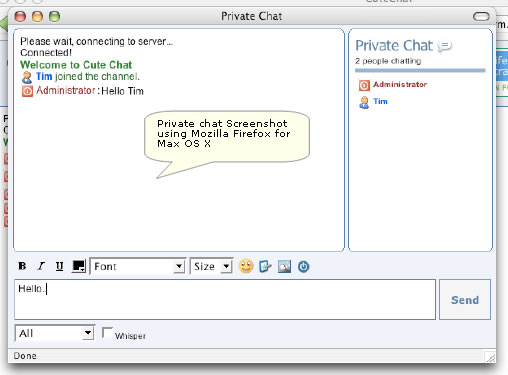 CuteChat
Private Chat
Please wait, connecting to server...
Connected!
Welcome to Cute Chat
Tim joined the channel.
Administrator : Hello Tim
Private chat Screenshot
using Mozilla Firefox for
Max OS X
Private Chat
2 people chatting
Administrator
Tim
B I U Font Size
Hello.
Send
All
Whisper
Done